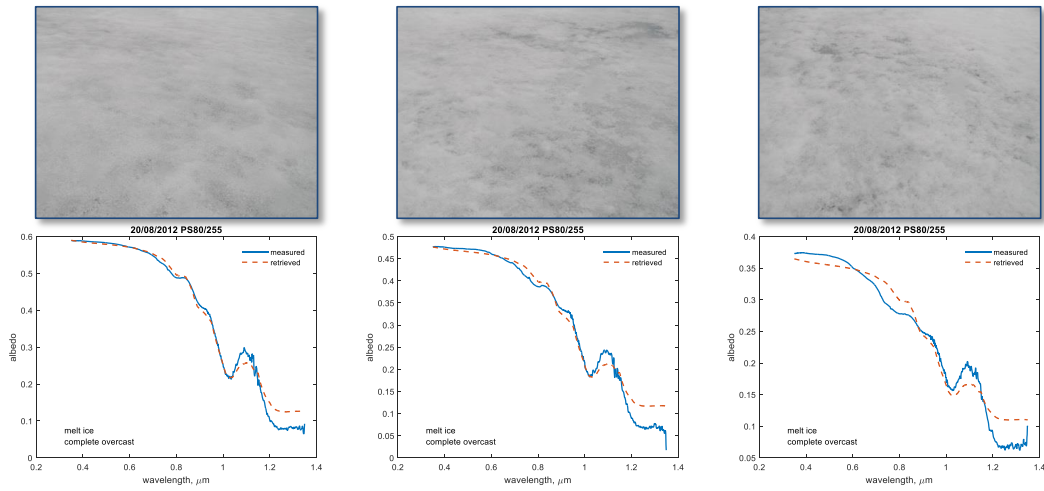 20/08/2012 PS80/255
0.6
0.5
0.4
0.3
0.2
0.1
0
albedo
measured
retrieved
melt ice
complete overcast
0.2 0.4 0.6 0.8 1 1.2 1.4
wavelength, μm
20/08/2012 PS80/255
0.5
0.45
0.4
0.35
0.3
0.25
0.2
0.15
0.1
0.05
0
albedo
measured
retrieved
melt ice
complete overcast
0.2 0.4 0.6 0.8 1 1.2 1.4
wavelength, μm
20/08/2012 PS80/255
0.4
0.35
0.3
0.25
0.2
0.15
0.1
0.05
albedo
measured
retrieved
melt ice
complete overcast
0.2 0.4 0.6 0.8 1 1.2 1.4
wavelength, μm